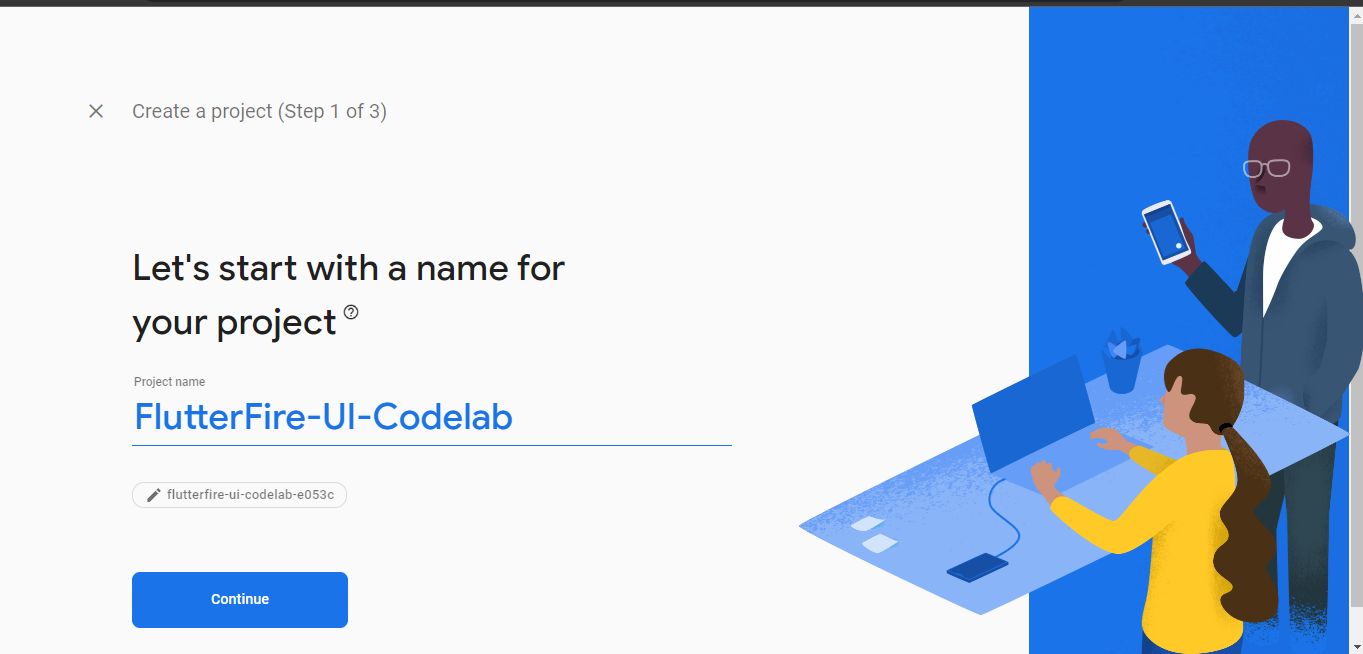 Create a project (Step 1 of 3)
Let's start with a name for
your project
Project name
FlutterFire-UI-Codelab
flutterfire-ui-codelab-e053c
Continue